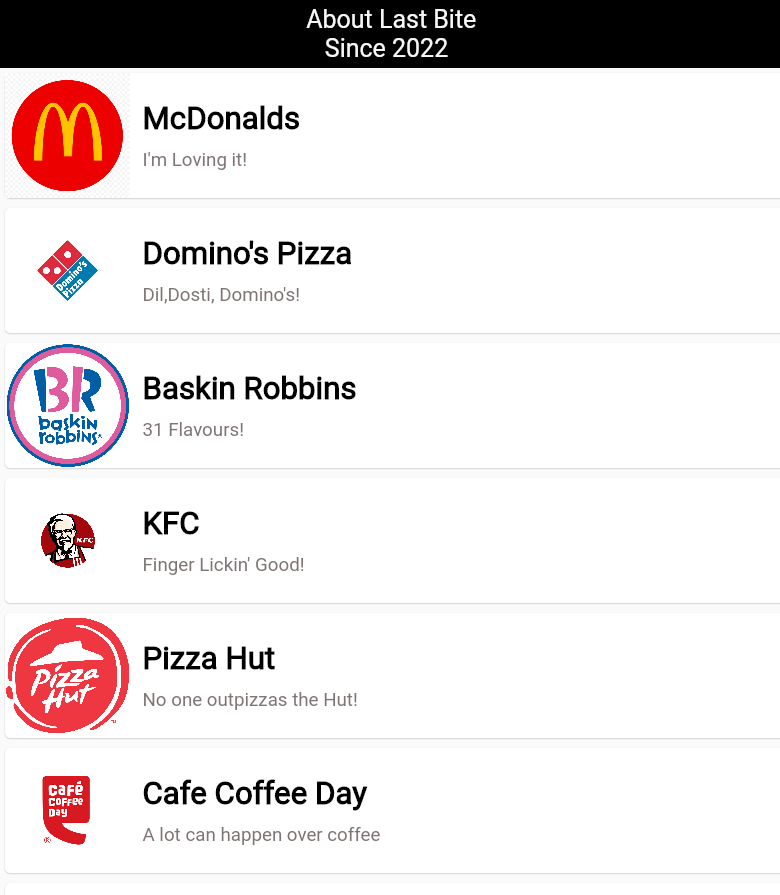 About Last Bite
Since 2022
McDonalds
I'm Loving it!
Domino's
Pizza
Domino's Pizza
Dil,Dosti, Domino's!
BR
baskin
robbins
Baskin Robbins
31 Flavours!
KFC
KFC
Finger Lickin' Good!
Pizza
Hut
TM
Pizza Hut
No one outpizzas the Hut!
Café
Coffee
Day
®
Cafe Coffee Day
A lot can happen over coffee